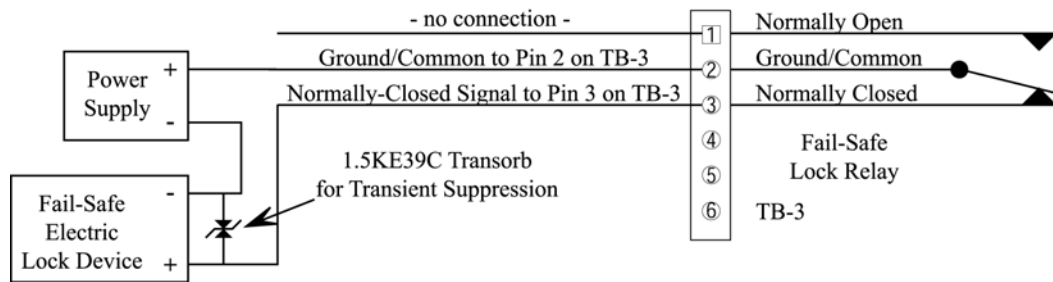 - no connection -
1
Normally Open
Power
Supply
+
-
Ground/Common to Pin 2 on TB-3
2
Ground/Common
Normally-Closed Signal to Pin 3 on TB-3
3
Normally Closed
1.5KE39C Transorb
for Transient Suppression
4
5
6
Fail-Safe
Lock Relay
TB-3
Fail-Safe
Electric
Lock Device
-
+